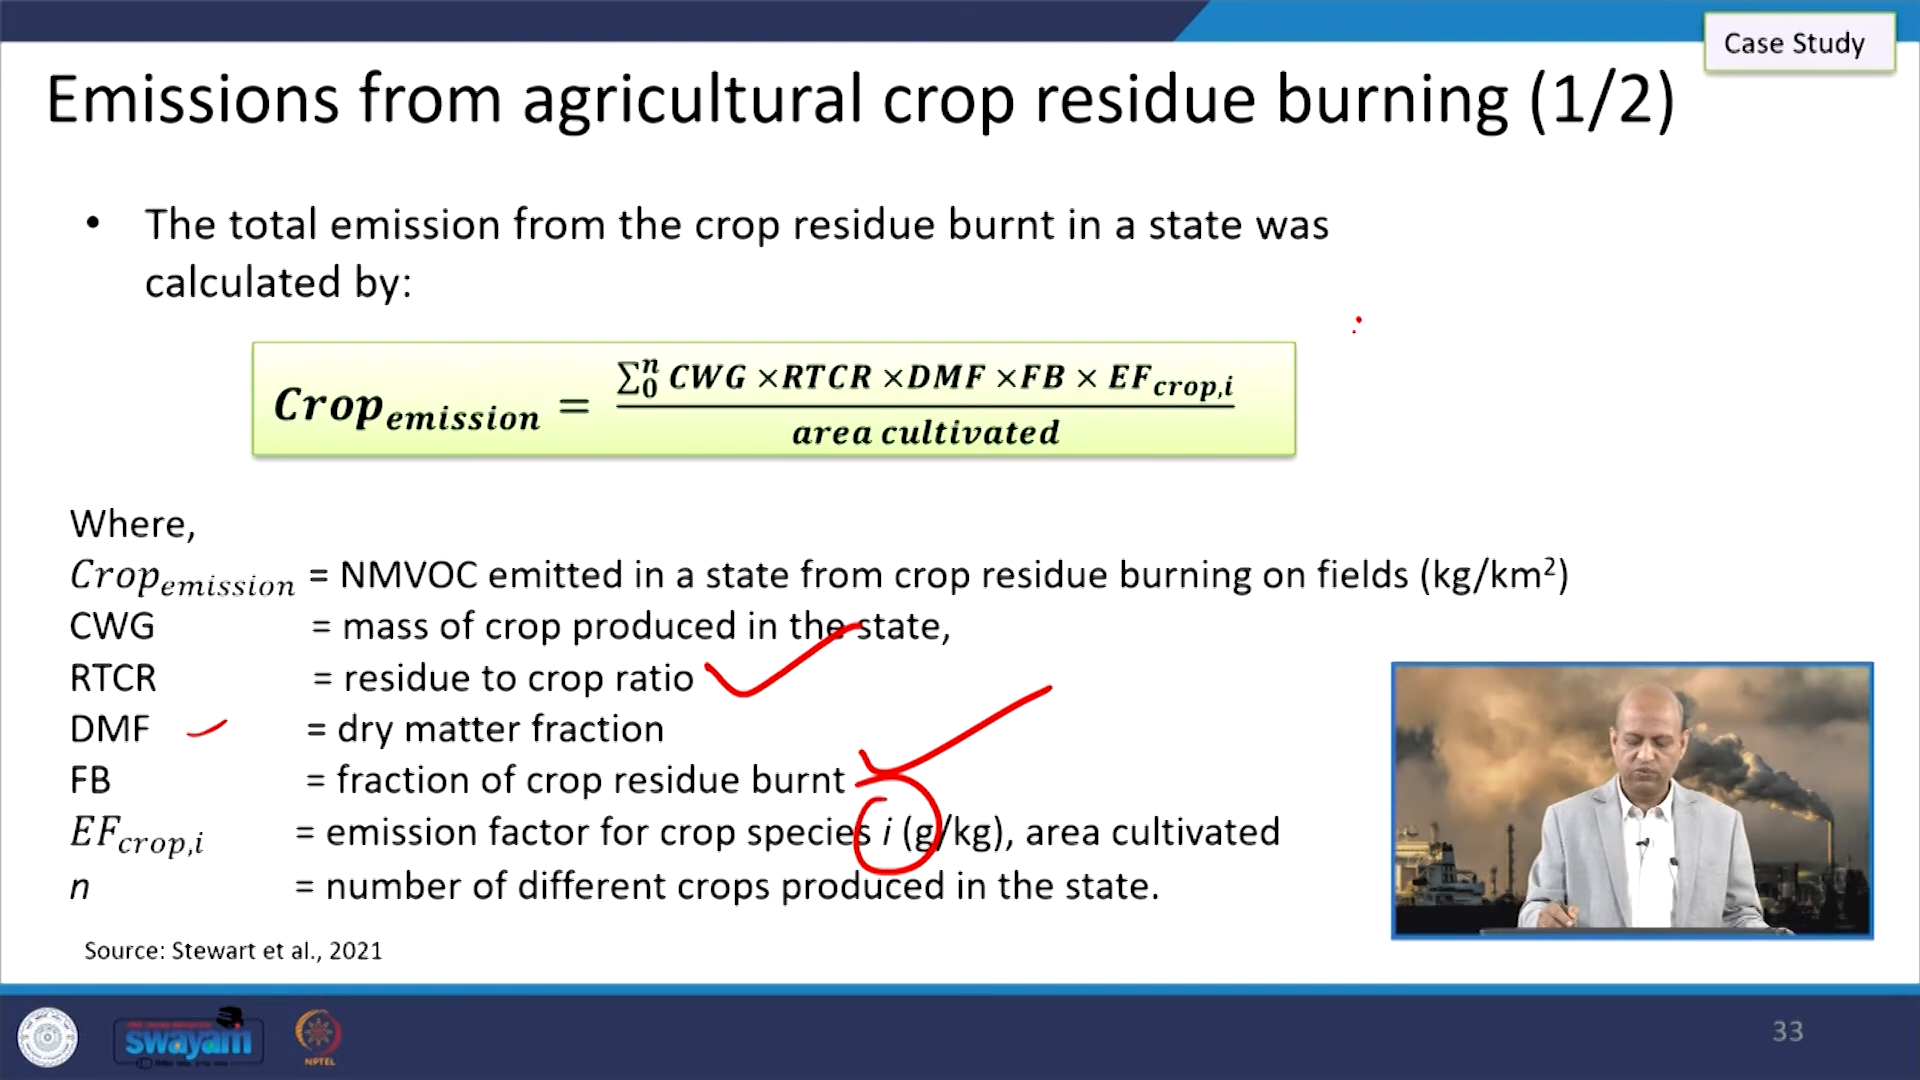 Case Study
Emissions from agricultural crop residue burning (1/2)
• The total emission from the crop residue burnt in a state was
calculated by:
Crop_emission = (∑_0^n CWG ×RTCR ×DMF ×FB × EF_crop,i) / (area cultivated)
Where,
Crop_emission = NMVOC emitted in a state from crop residue burning on fields (kg/km²)
CWG = mass of crop produced in the state,
RTCR = residue to crop ratio
DMF = dry matter fraction
FB = fraction of crop residue burnt
EF_crop,i = emission factor for crop species i (g/kg), area cultivated
n = number of different crops produced in the state.
Source: Stewart et al., 2021
swayam
NPTEL
33